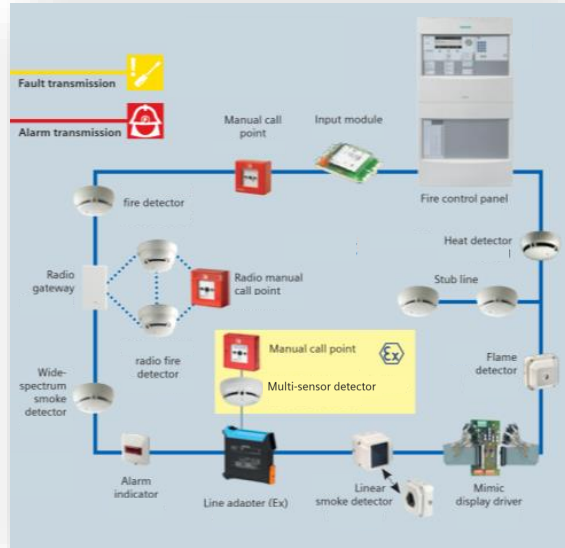 Fault transmission
Alarm transmission
Manual call
point
Input module
Fire control panel
fire detector
Heat detector
Radio
gateway
Radio manual
call point
Stub line
radio fire
detector
Manual call point
Ex
Multi-sensor detector
Flame
detector
Wide-
spectrum
smoke
detector
Alarm
indicator
Line adapter (Ex)
Linear
smoke detector
Mimic
display driver